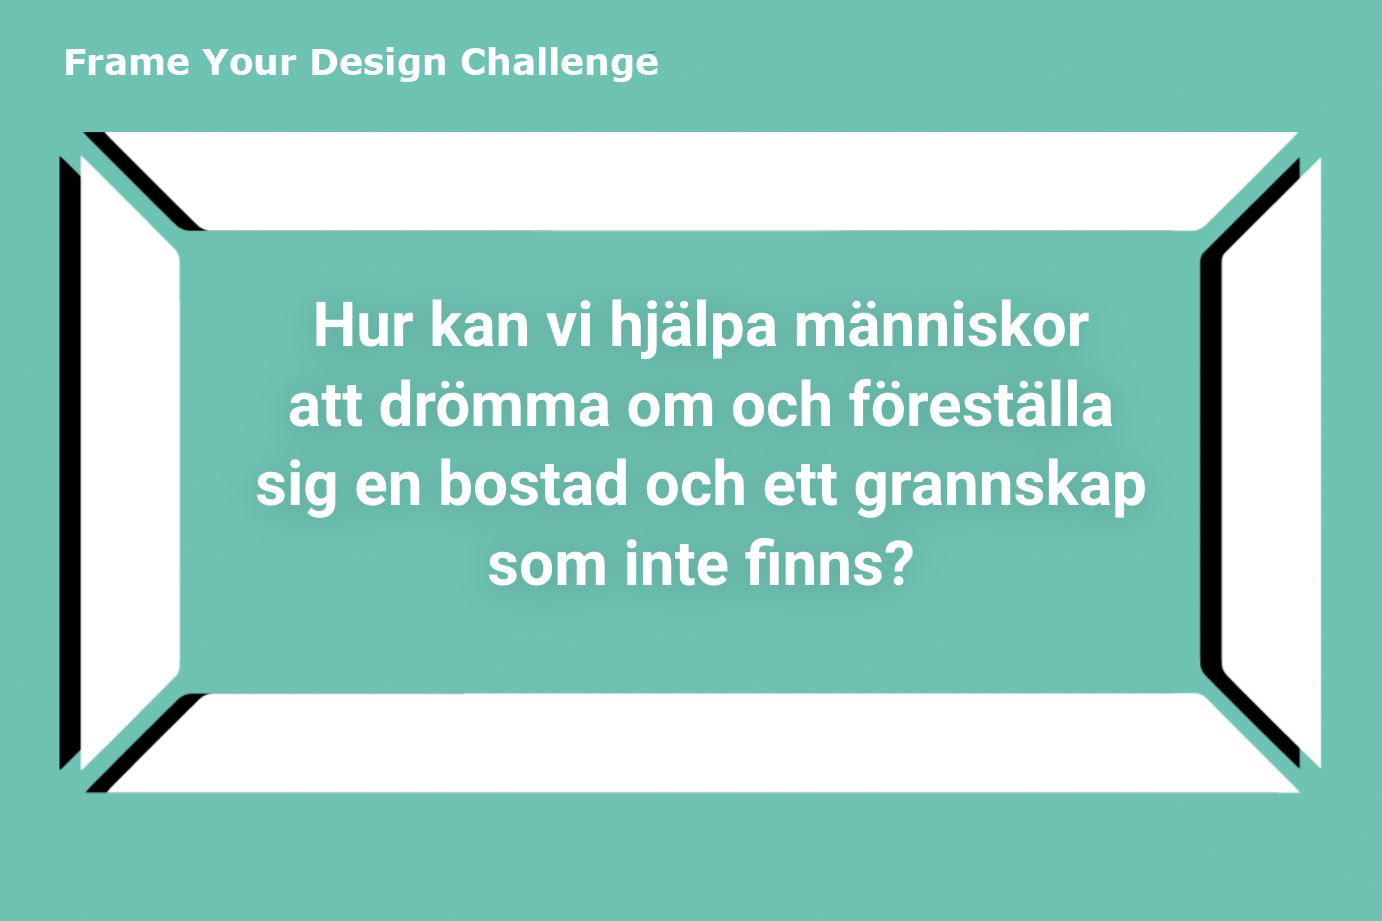 Frame Your Design Challenge
Hur kan vi hjälpa människor
att drömma om och föreställa
sig en bostad och ett grannskap
som inte finns?